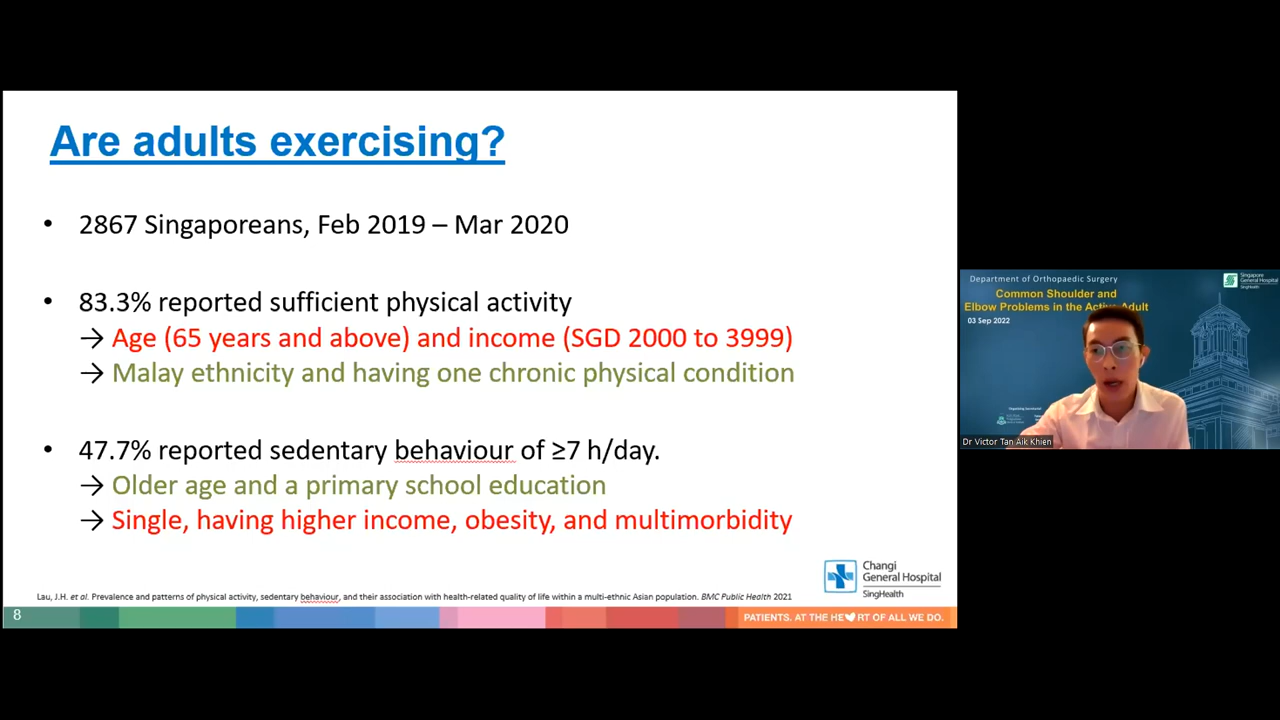 Are adults exercising?
• 2867 Singaporeans, Feb 2019 – Mar 2020
• 83.3% reported sufficient physical activity
→ Age (65 years and above) and income (SGD 2000 to 3999)
→ Malay ethnicity and having one chronic physical condition
• 47.7% reported sedentary behaviour of ≥7 h/day.
→ Older age and a primary school education
→ Single, having higher income, obesity, and multimorbidity
Changi
General Hospital
SingHealth
Lau, J.H. et al. Prevalence and patterns of physical activity, sedentary behaviour, and their association with health-related quality of life within a multi-ethnic Asian population. BMC Public Health 2021
8
PATIENTS. AT THE HE RT OF ALL WE DO.
Department of Orthopaedic Surgery
Singapore
General Hospital
SingHealth
Common Shoulder and
Elbow Problems in the Active Adult
03 Sep 2022
Dr Victor Tan Aik Khien